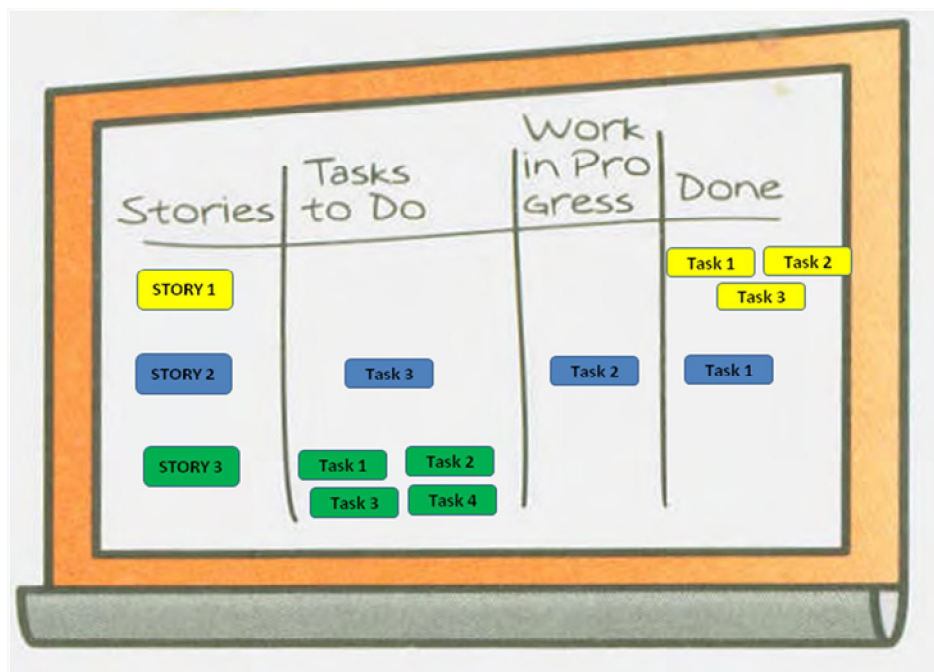 Stories
Tasks
to Do
Work
in Pro
gress
Done
STORY 1
Task 1
Task 2
Task 3
STORY 2
Task 3
Task 2
Task 1
STORY 3
Task 1
Task 2
Task 3
Task 4